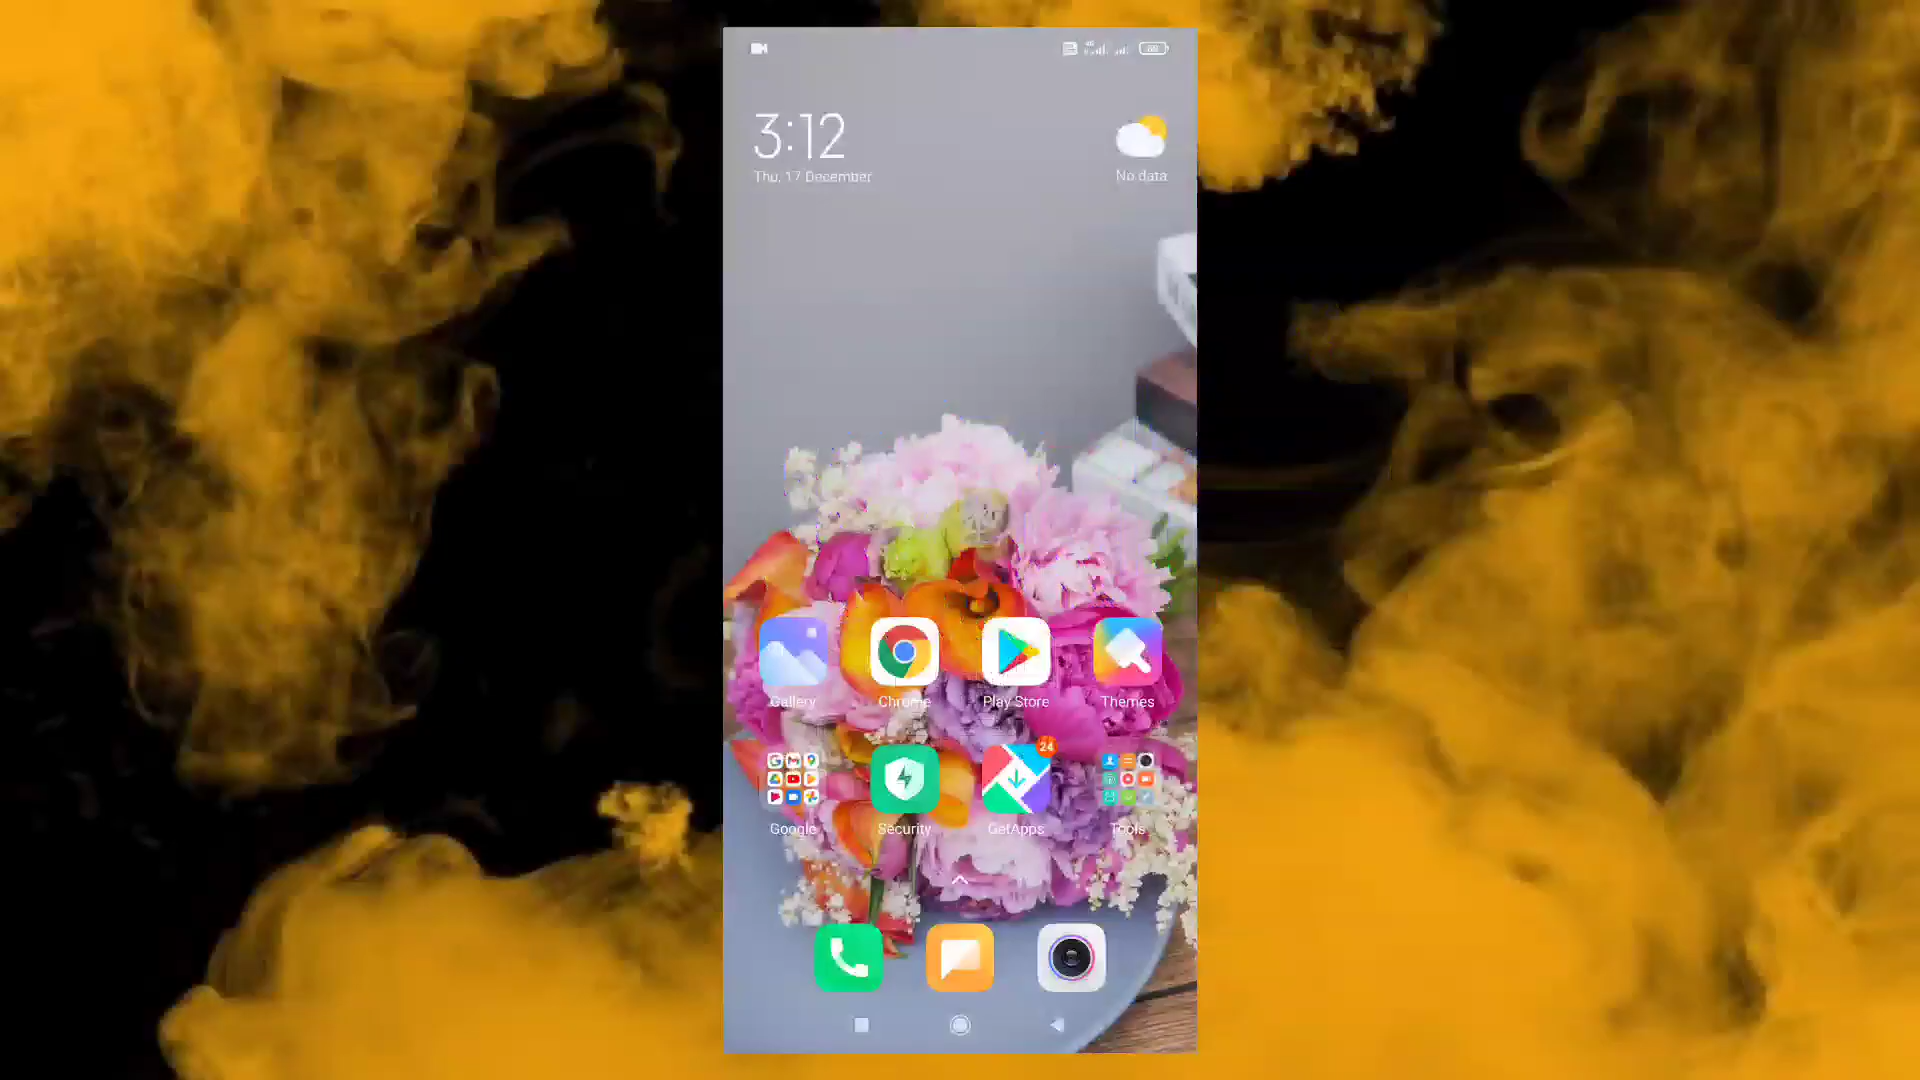 3:12
Thu, 17 December
No data
Gallery
Chrome
Play Store
Themes
24
Google
Security
GetApps
Tools